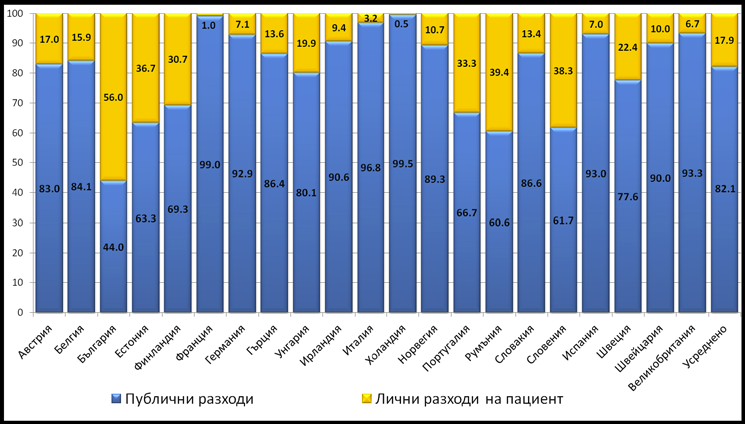 100
90
80
70
60
50
40
30
20
10
0
17.0 15.9 56.0 36.7 30.7 1.0 7.1 13.6 19.9 9.4 3.2 0.5 10.7 33.3 39.4 13.4 38.3 7.0 22.4 10.0 6.7 17.9
83.0 84.1 44.0 63.3 69.3 99.0 92.9 86.4 80.1 90.6 96.8 99.5 89.3 66.7 60.6 86.6 61.7 93.0 77.6 90.0 93.3 82.1
Австрия Белгия България Естония Финландия Франция Германия Гърция Унгария Ирландия Италия Холандия Норвегия Португалия Румъния Словакия Словения Испания Швеция Швейцария Великобритания Усреднено
Публични разходи Лични разходи на пациент